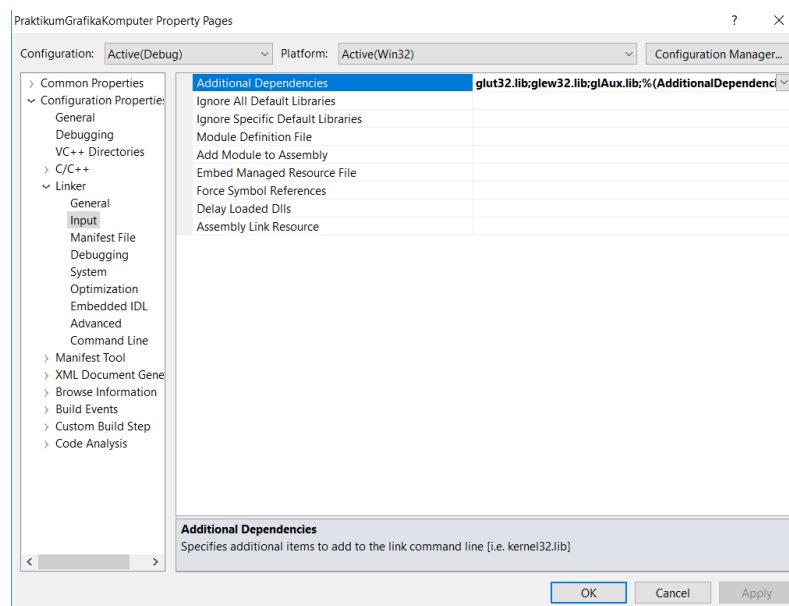 PraktikumGrafikaKomputer Property Pages
?
Configuration: Active(Debug) Platform: Active(Win32) Configuration Manager...
Common Properties
Configuration Properties
General
Debugging
VC++ Directories
C/C++
Linker
General
Input
Manifest File
Debugging
System
Optimization
Embedded IDL
Advanced
Command Line
Manifest Tool
XML Document Gene
Browse Information
Build Events
Custom Build Step
Code Analysis
Additional Dependencies glut32.lib;glew32.lib;glAux.lib;%(AdditionalDependenci
Ignore All Default Libraries
Ignore Specific Default Libraries
Module Definition File
Add Module to Assembly
Embed Managed Resource File
Force Symbol References
Delay Loaded Dlls
Assembly Link Resource
Additional Dependencies
Specifies additional items to add to the link command line [i.e. kernel32.lib]
OK Cancel Apply